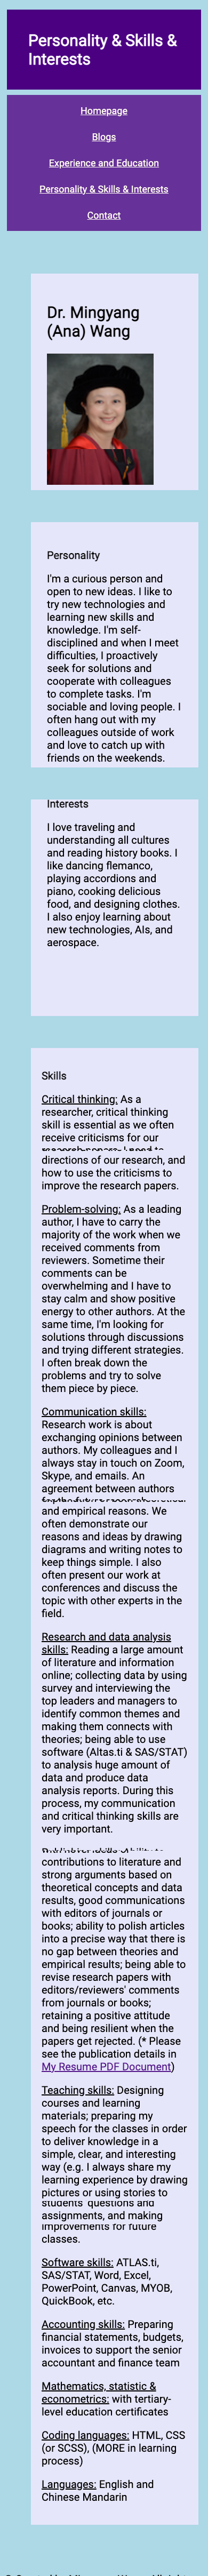 Personality & Skills &
Interests
Homepage
Blogs
Experience and Education
Personality & Skills & Interests
Contact
Dr. Mingyang
(Ana) Wang
Personality
I'm a curious person and
open to new ideas. I like to
try new technologies and
learning new skills and
knowledge. I'm self-
disciplined and when I meet
difficulties, I proactively
seek for solutions and
cooperate with colleagues
to complete tasks. I'm
sociable and loving people. I
often hang out with my
colleagues outside of work
and love to catch up with
friends on the weekends.
Interests
I love traveling and
understanding all cultures
and reading history books. I
like dancing flemanco,
playing accordions and
piano, cooking delicious
food, and designing clothes.
I also enjoy learning about
new technologies, AIs, and
aerospace.
Skills
Critical thinking: As a
researcher, critical thinking
skill is essential as we often
receive criticisms for our
directions of our research, and
how to use the criticisms to
improve the research papers.
Problem-solving: As a leading
author, I have to carry the
majority of the work when we
received comments from
reviewers. Sometime their
comments can be
overwhelming and I have to
stay calm and show positive
energy to other authors. At the
same time, I'm looking for
solutions through discussions
and trying different strategies.
I often break down the
problems and try to solve
them piece by piece.
Communication skills:
Research work is about
exchanging opinions between
authors. My colleagues and I
always stay in touch on Zoom,
Skype, and emails. An
agreement between authors
and empirical reasons. We
often demonstrate our
reasons and ideas by drawing
diagrams and writing notes to
keep things simple. I also
often present our work at
conferences and discuss the
topic with other experts in the
field.
Research and data analysis
skills: Reading a large amount
of literature and information
online; collecting data by using
survey and interviewing the
top leaders and managers to
identify common themes and
making them connects with
theories; being able to use
software (Altas.ti & SAS/STAT)
to analysis huge amount of
data and produce data
analysis results. During this
process, my communication
and critical thinking skills are
very important.
contributions to literature and
strong arguments based on
theoretical concepts and data
results, good communications
with editors of journals or
books; ability to polish articles
into a precise way that there is
no gap between theories and
empirical results; being able to
revise research papers with
editors/reviewers' comments
from journals or books;
retaining a positive attitude
and being resilient when the
papers get rejected. (* Please
see the publication details in
My Resume PDF Document)
Teaching skills: Designing
courses and learning
materials; preparing my
speech for the classes in order
to deliver knowledge in a
simple, clear, and interesting
way (e.g. I always share my
learning experience by drawing
pictures or using stories to
students' questions and
assignments, and making
improvements for future
classes.
Software skills: ATLAS.ti,
SAS/STAT, Word, Excel,
PowerPoint, Canvas, MYOB,
QuickBook, etc.
Accounting skills: Preparing
financial statements, budgets,
invoices to support the senior
accountant and finance team
Mathematics, statistic &
econometrics: with tertiary-
level education certificates
Coding languages: HTML, CSS
(or SCSS), (MORE in learning
process)
Languages: English and
Chinese Mandarin